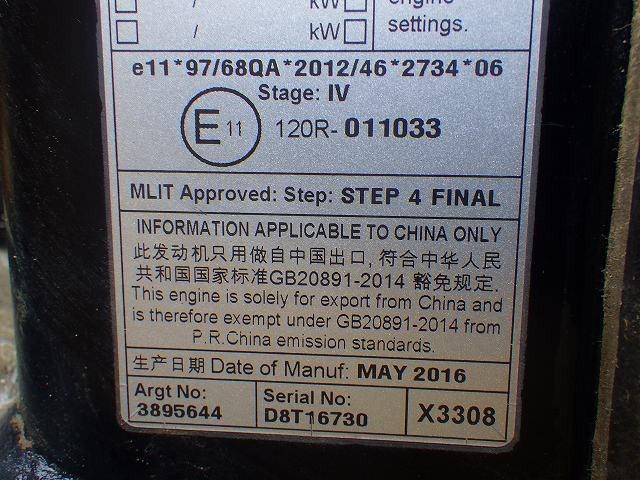 / kW engine
/ kW settings.
e11*97/68QA*2012/46*2734*06
Stage: IV
E 11 120R- 011033
MLIT Approved: Step: STEP 4 FINAL
INFORMATION APPLICABLE TO CHINA ONLY
此发动机只用做自中国出口, 符合中华人民
共和国国家标准GB20891-2014 豁免规定.
This engine is solely for export from China and
is therefore exempt under GB20891-2014 from
P.R.China emission standards.
生产日期 Date of Manuf: MAY 2016
Argt No: Serial No:
3895644 D8T16730 X3308